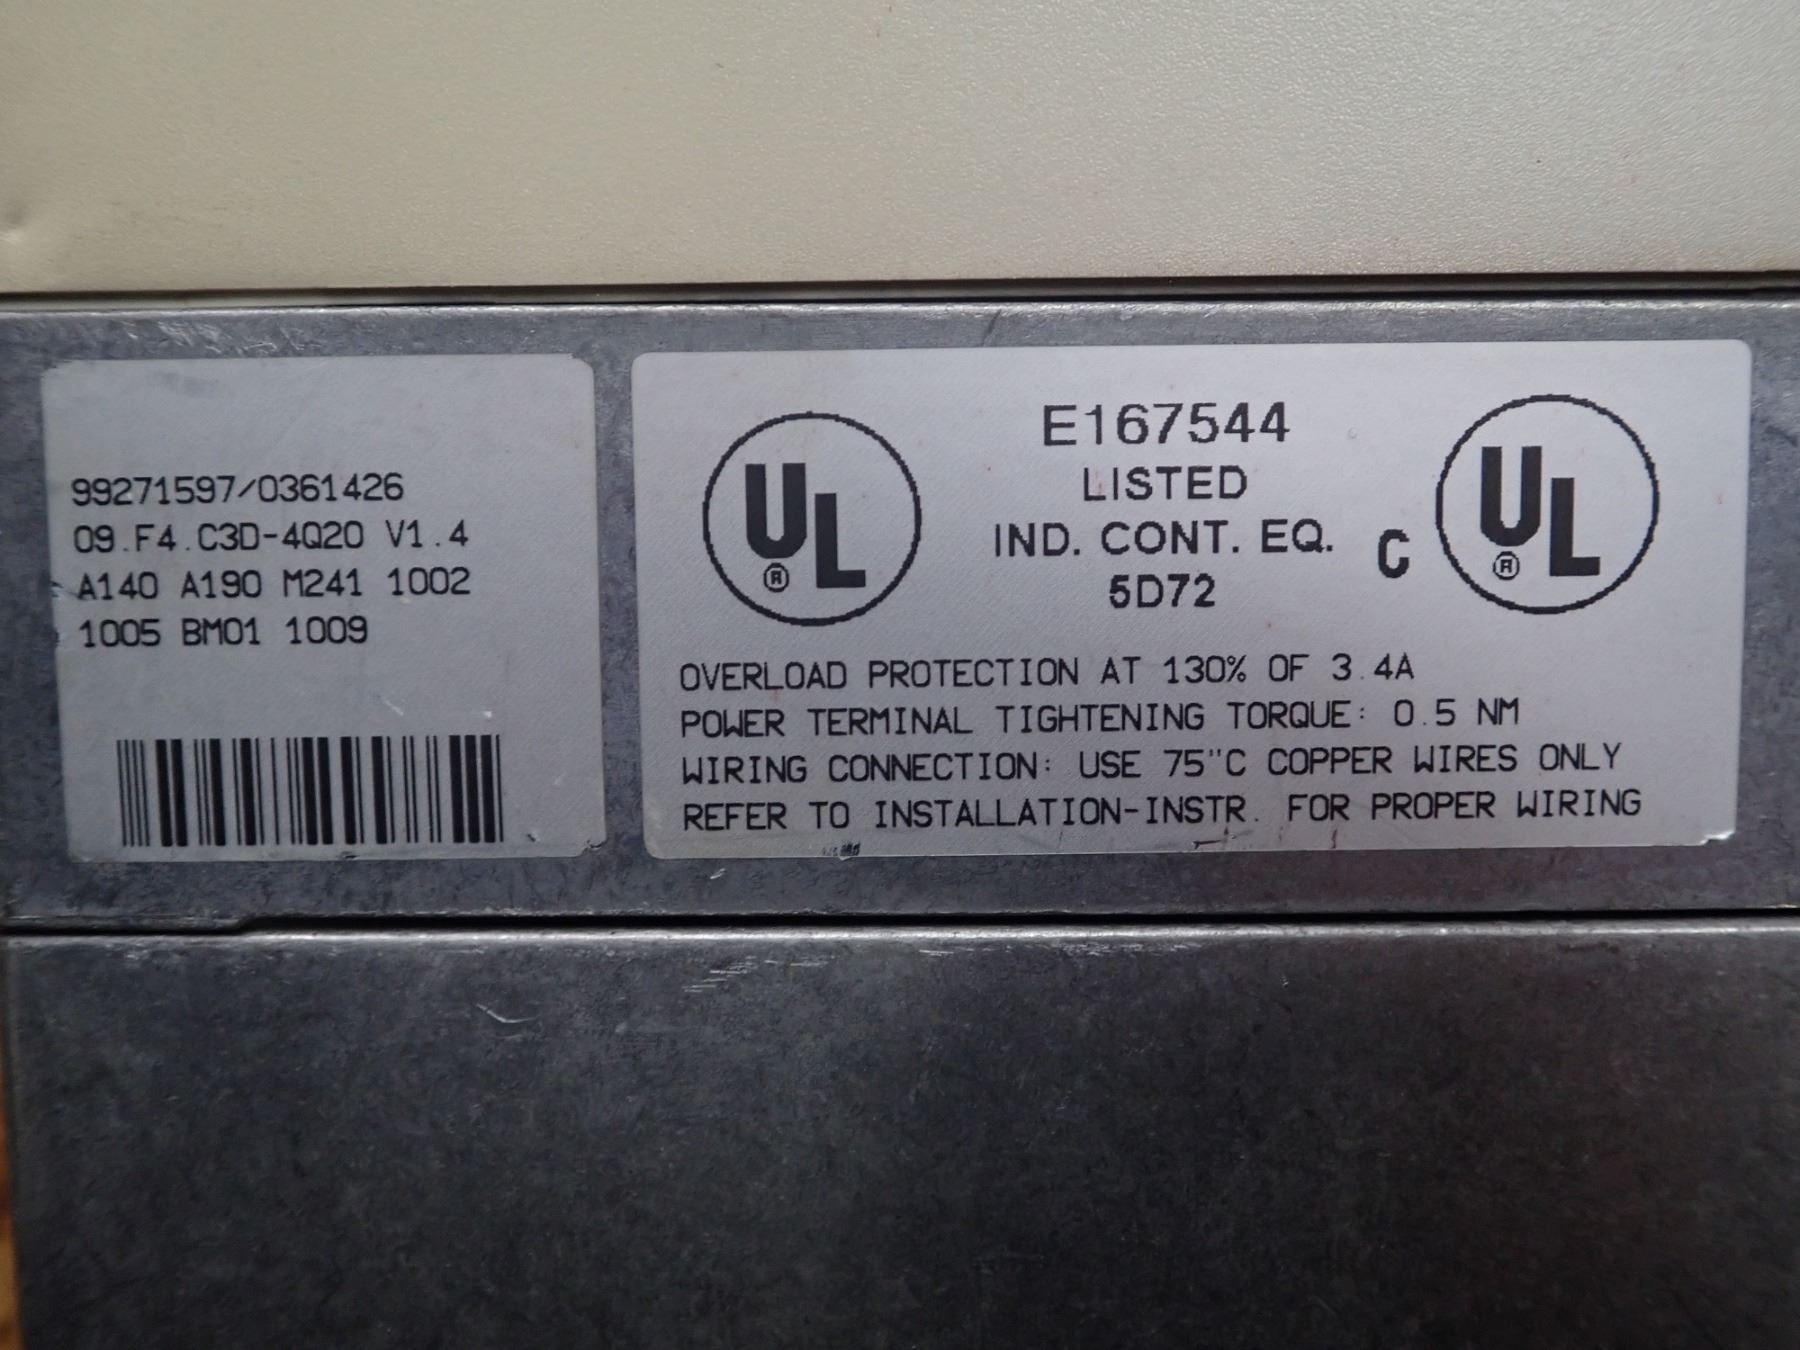 99271597/0361426
09.F4.C3D-4Q20 V1.4
A140 A190 M241 1002
1005 BM01 1009
UL ®
E167544
LISTED
IND. CONT. EQ.
5D72
C UL ®
OVERLOAD PROTECTION AT 130% OF 3.4A
POWER TERMINAL TIGHTENING TORQUE: 0.5 NM
WIRING CONNECTION: USE 75"C COPPER WIRES ONLY
REFER TO INSTALLATION-INSTR. FOR PROPER WIRING